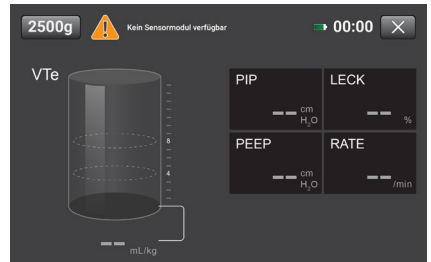 2500g Kein Sensormodul verfügbar 00:00
VTe
8
4
-- mL/kg
PIP
-- cm H₂O
LECK
-- %
PEEP
-- cm H₂O
RATE
-- /min